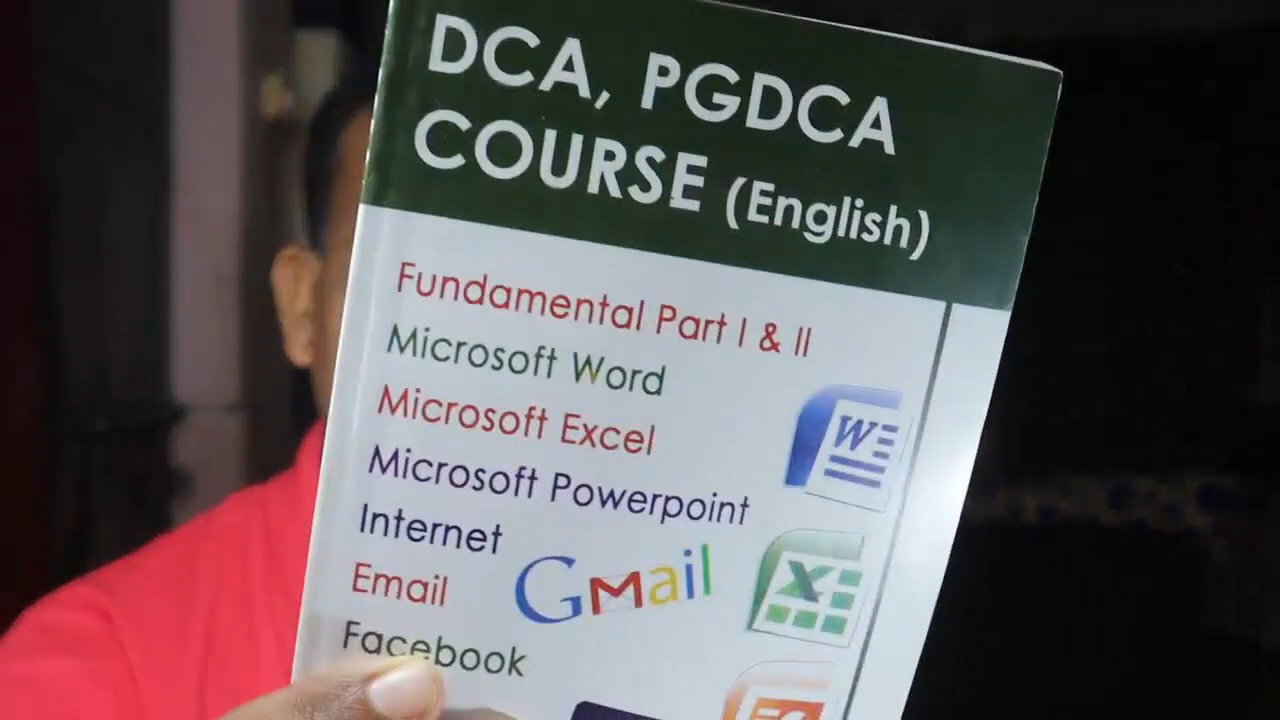 DCA, PGDCA
COURSE (English)
Fundamental Part I & II
Microsoft Word
Microsoft Excel
Microsoft Powerpoint
Internet
Email
Gmail
Facebook